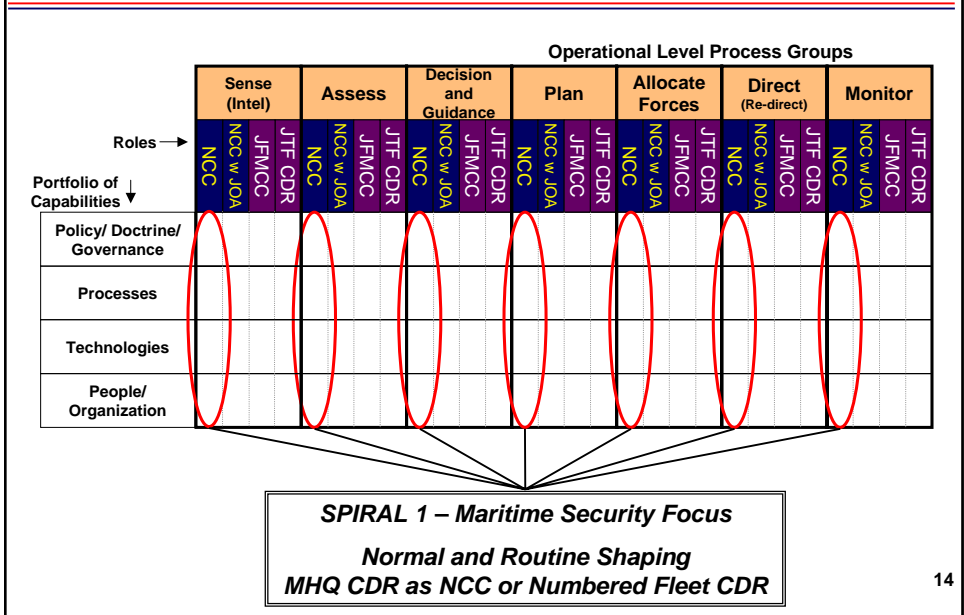 Operational Level Process Groups
Sense
(Intel)
Assess
Decision
and
Guidance
Plan
Allocate
Forces
Direct
(Re-direct)
Monitor
Roles
NCC
NCC w JOA
JFMCC
JTF CDR
NCC
NCC w JOA
JFMCC
JTF CDR
NCC
NCC w JOA
JFMCC
JTF CDR
NCC
NCC w JOA
JFMCC
JTF CDR
NCC
NCC w JOA
JFMCC
JTF CDR
NCC
NCC w JOA
JFMCC
JTF CDR
NCC
NCC w JOA
JFMCC
JTF CDR
Portfolio of
Capabilities
Policy/ Doctrine/
Governance
Processes
Technologies
People/
Organization
SPIRAL 1 – Maritime Security Focus
Normal and Routine Shaping
MHQ CDR as NCC or Numbered Fleet CDR
14